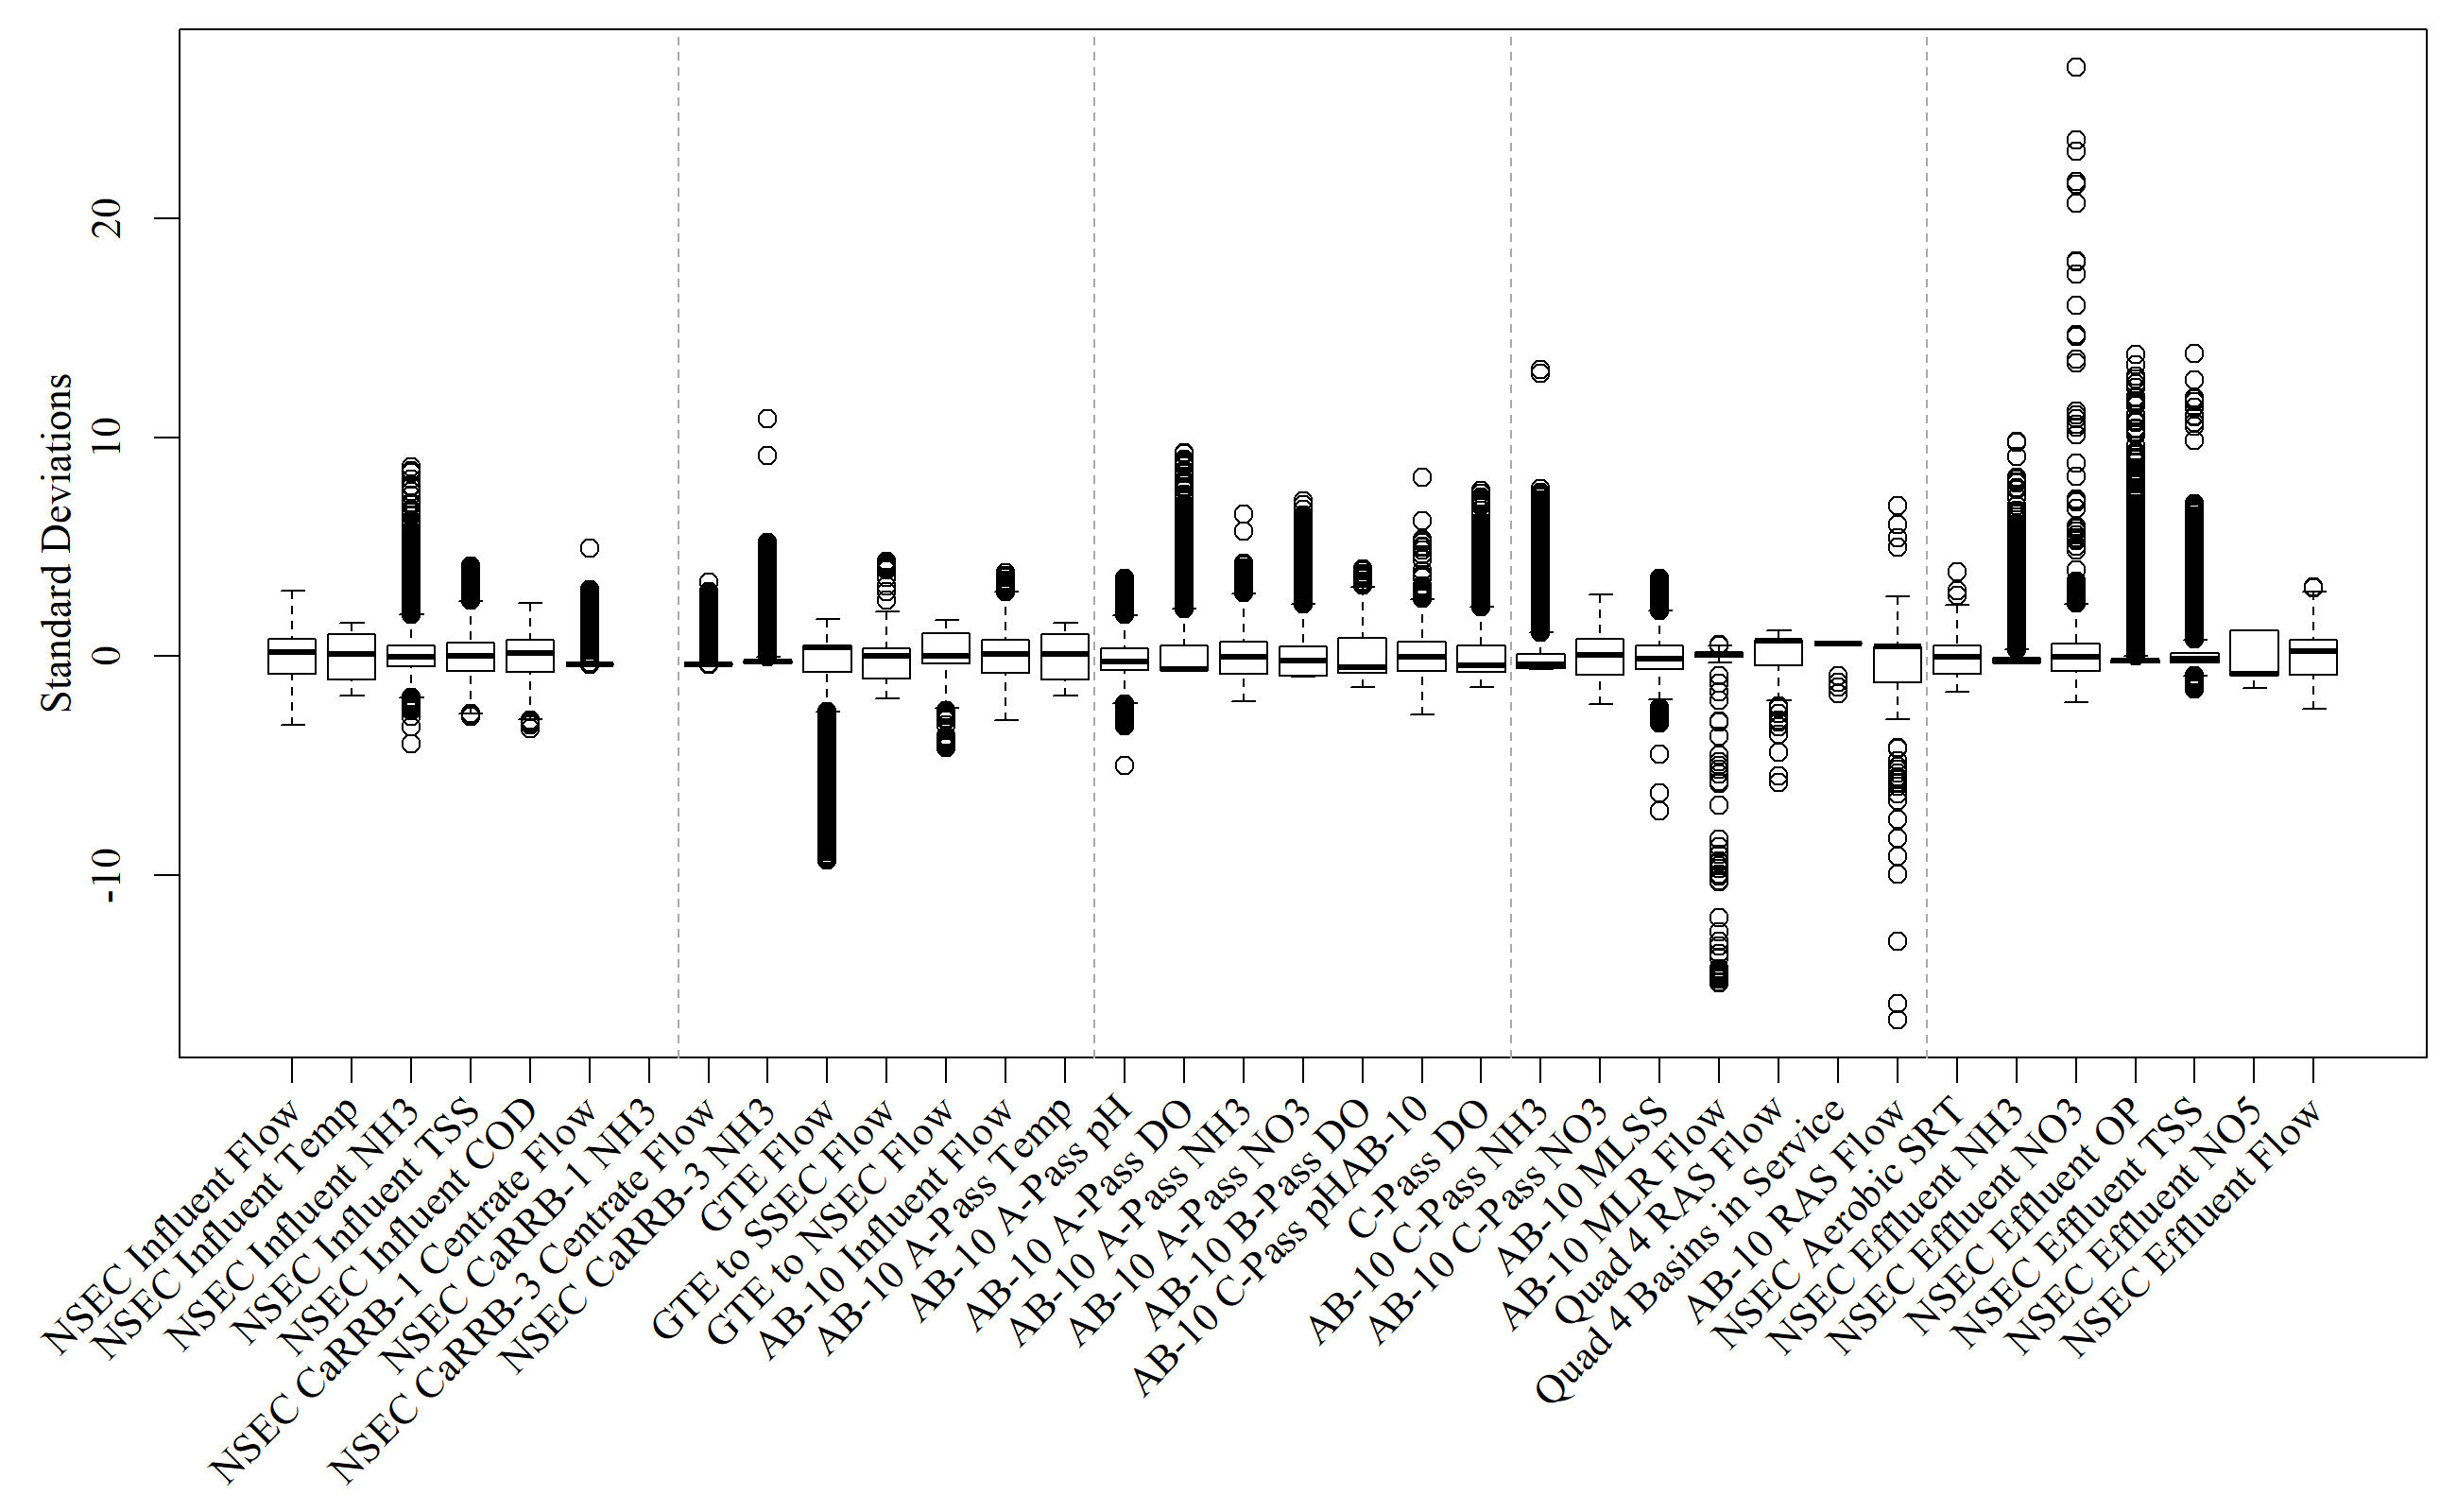 Standard Deviations
20
10
0
-10
NSEC Influent Flow
NSEC Influent Temp
NSEC Influent NH3
NSEC Influent TSS
NSEC Influent COD
NSEC CaRRB-1 Centrate Flow
NSEC CaRRB-1 NH3
NSEC CaRRB-3 Centrate Flow
NSEC CaRRB-3 NH3
GTE Flow
GTE to SSEC Flow
GTE to NSEC Flow
AB-10 Influent Flow
AB-10 A-Pass Temp
AB-10 A-Pass pH
AB-10 A-Pass DO
AB-10 A-Pass NH3
AB-10 A-Pass NO3
AB-10 B-Pass DO
AB-10 C-Pass pHAB-10
C-Pass DO
AB-10 C-Pass NH3
AB-10 C-Pass NO3
AB-10 MLSS
AB-10 MLR Flow
Quad 4 RAS Flow
Quad 4 Basins in Service
AB-10 RAS Flow
NSEC Aerobic SRT
NSEC Effluent NH3
NSEC Effluent NO3
NSEC Effluent OP
NSEC Effluent TSS
NSEC Effluent NO5
NSEC Effluent Flow